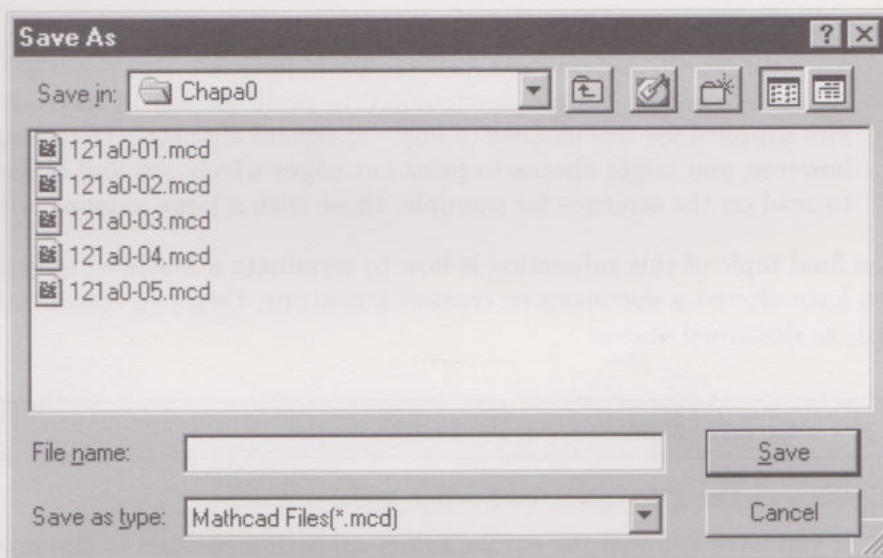 Save As
Save in: Chapa0
121a0-01.mcd
121a0-02.mcd
121a0-03.mcd
121a0-04.mcd
121a0-05.mcd
File name: Save
Save as type: Mathcad Files(*.mcd) Cancel